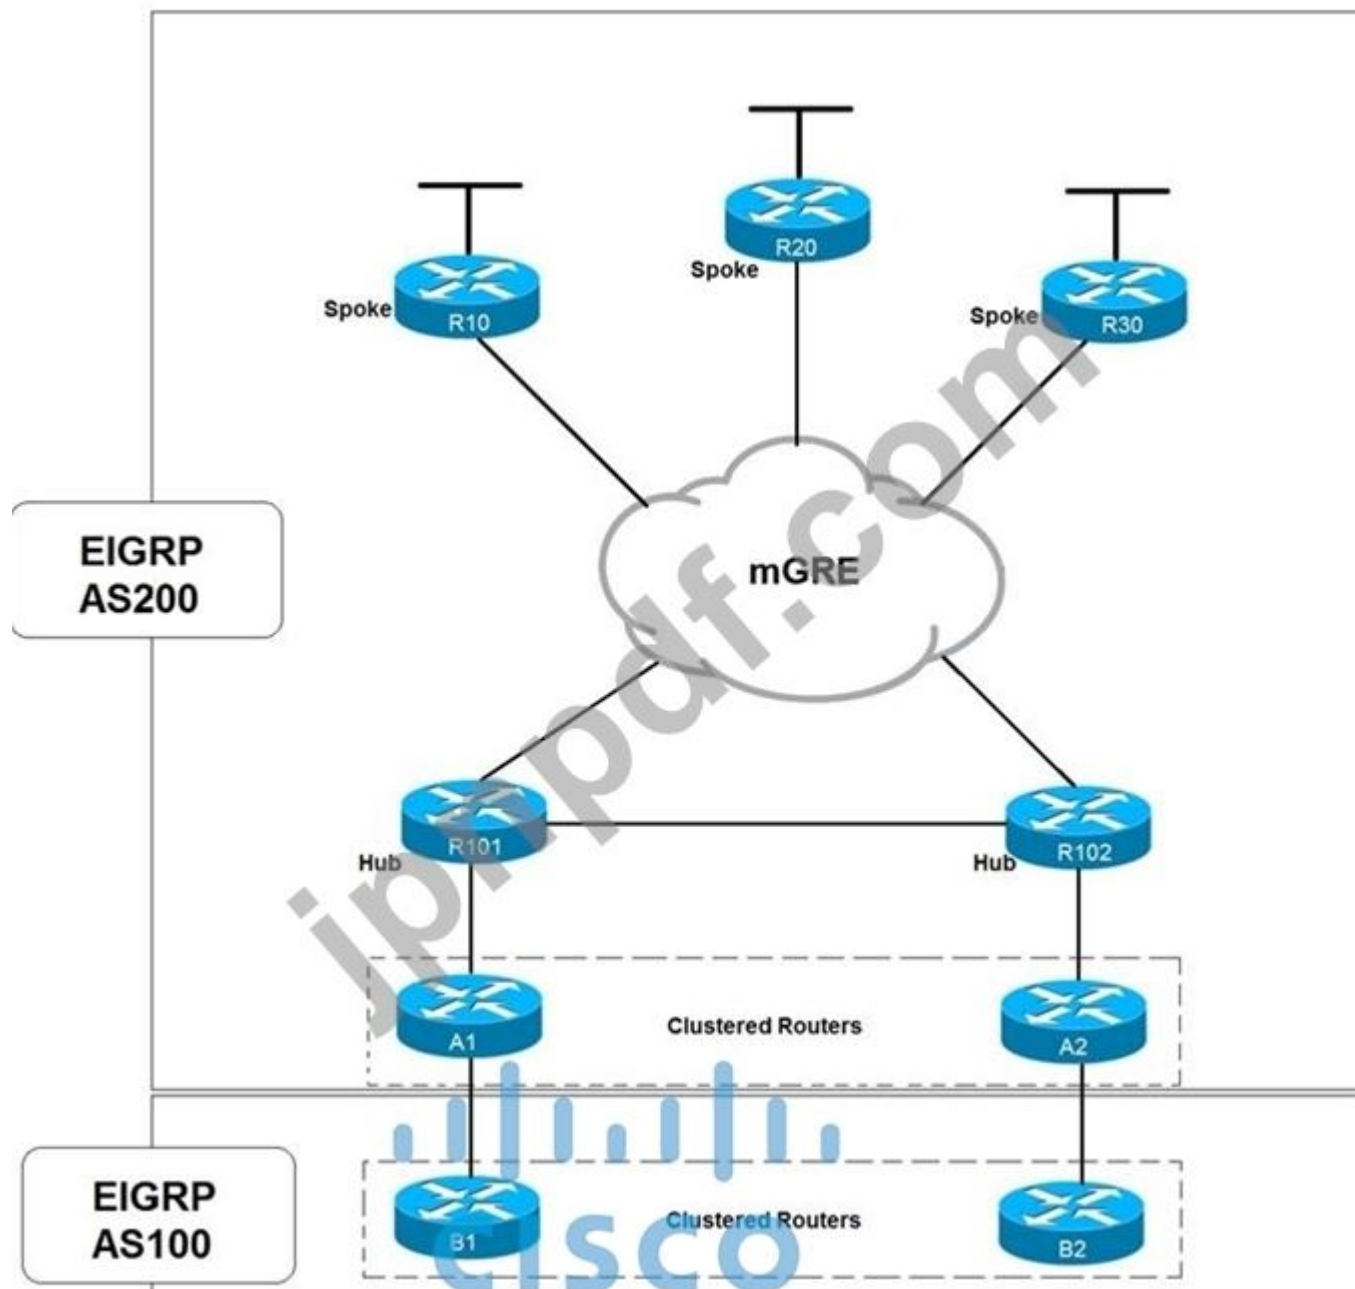 R20
Spoke
R10
Spoke
R30
Spoke
mGRE
EIGRP
AS200
R101
Hub
R102
Hub
A1
Clustered Routers
A2
EIGRP
AS100
B1
Clustered Routers
B2
jpnpdf.com
cisco